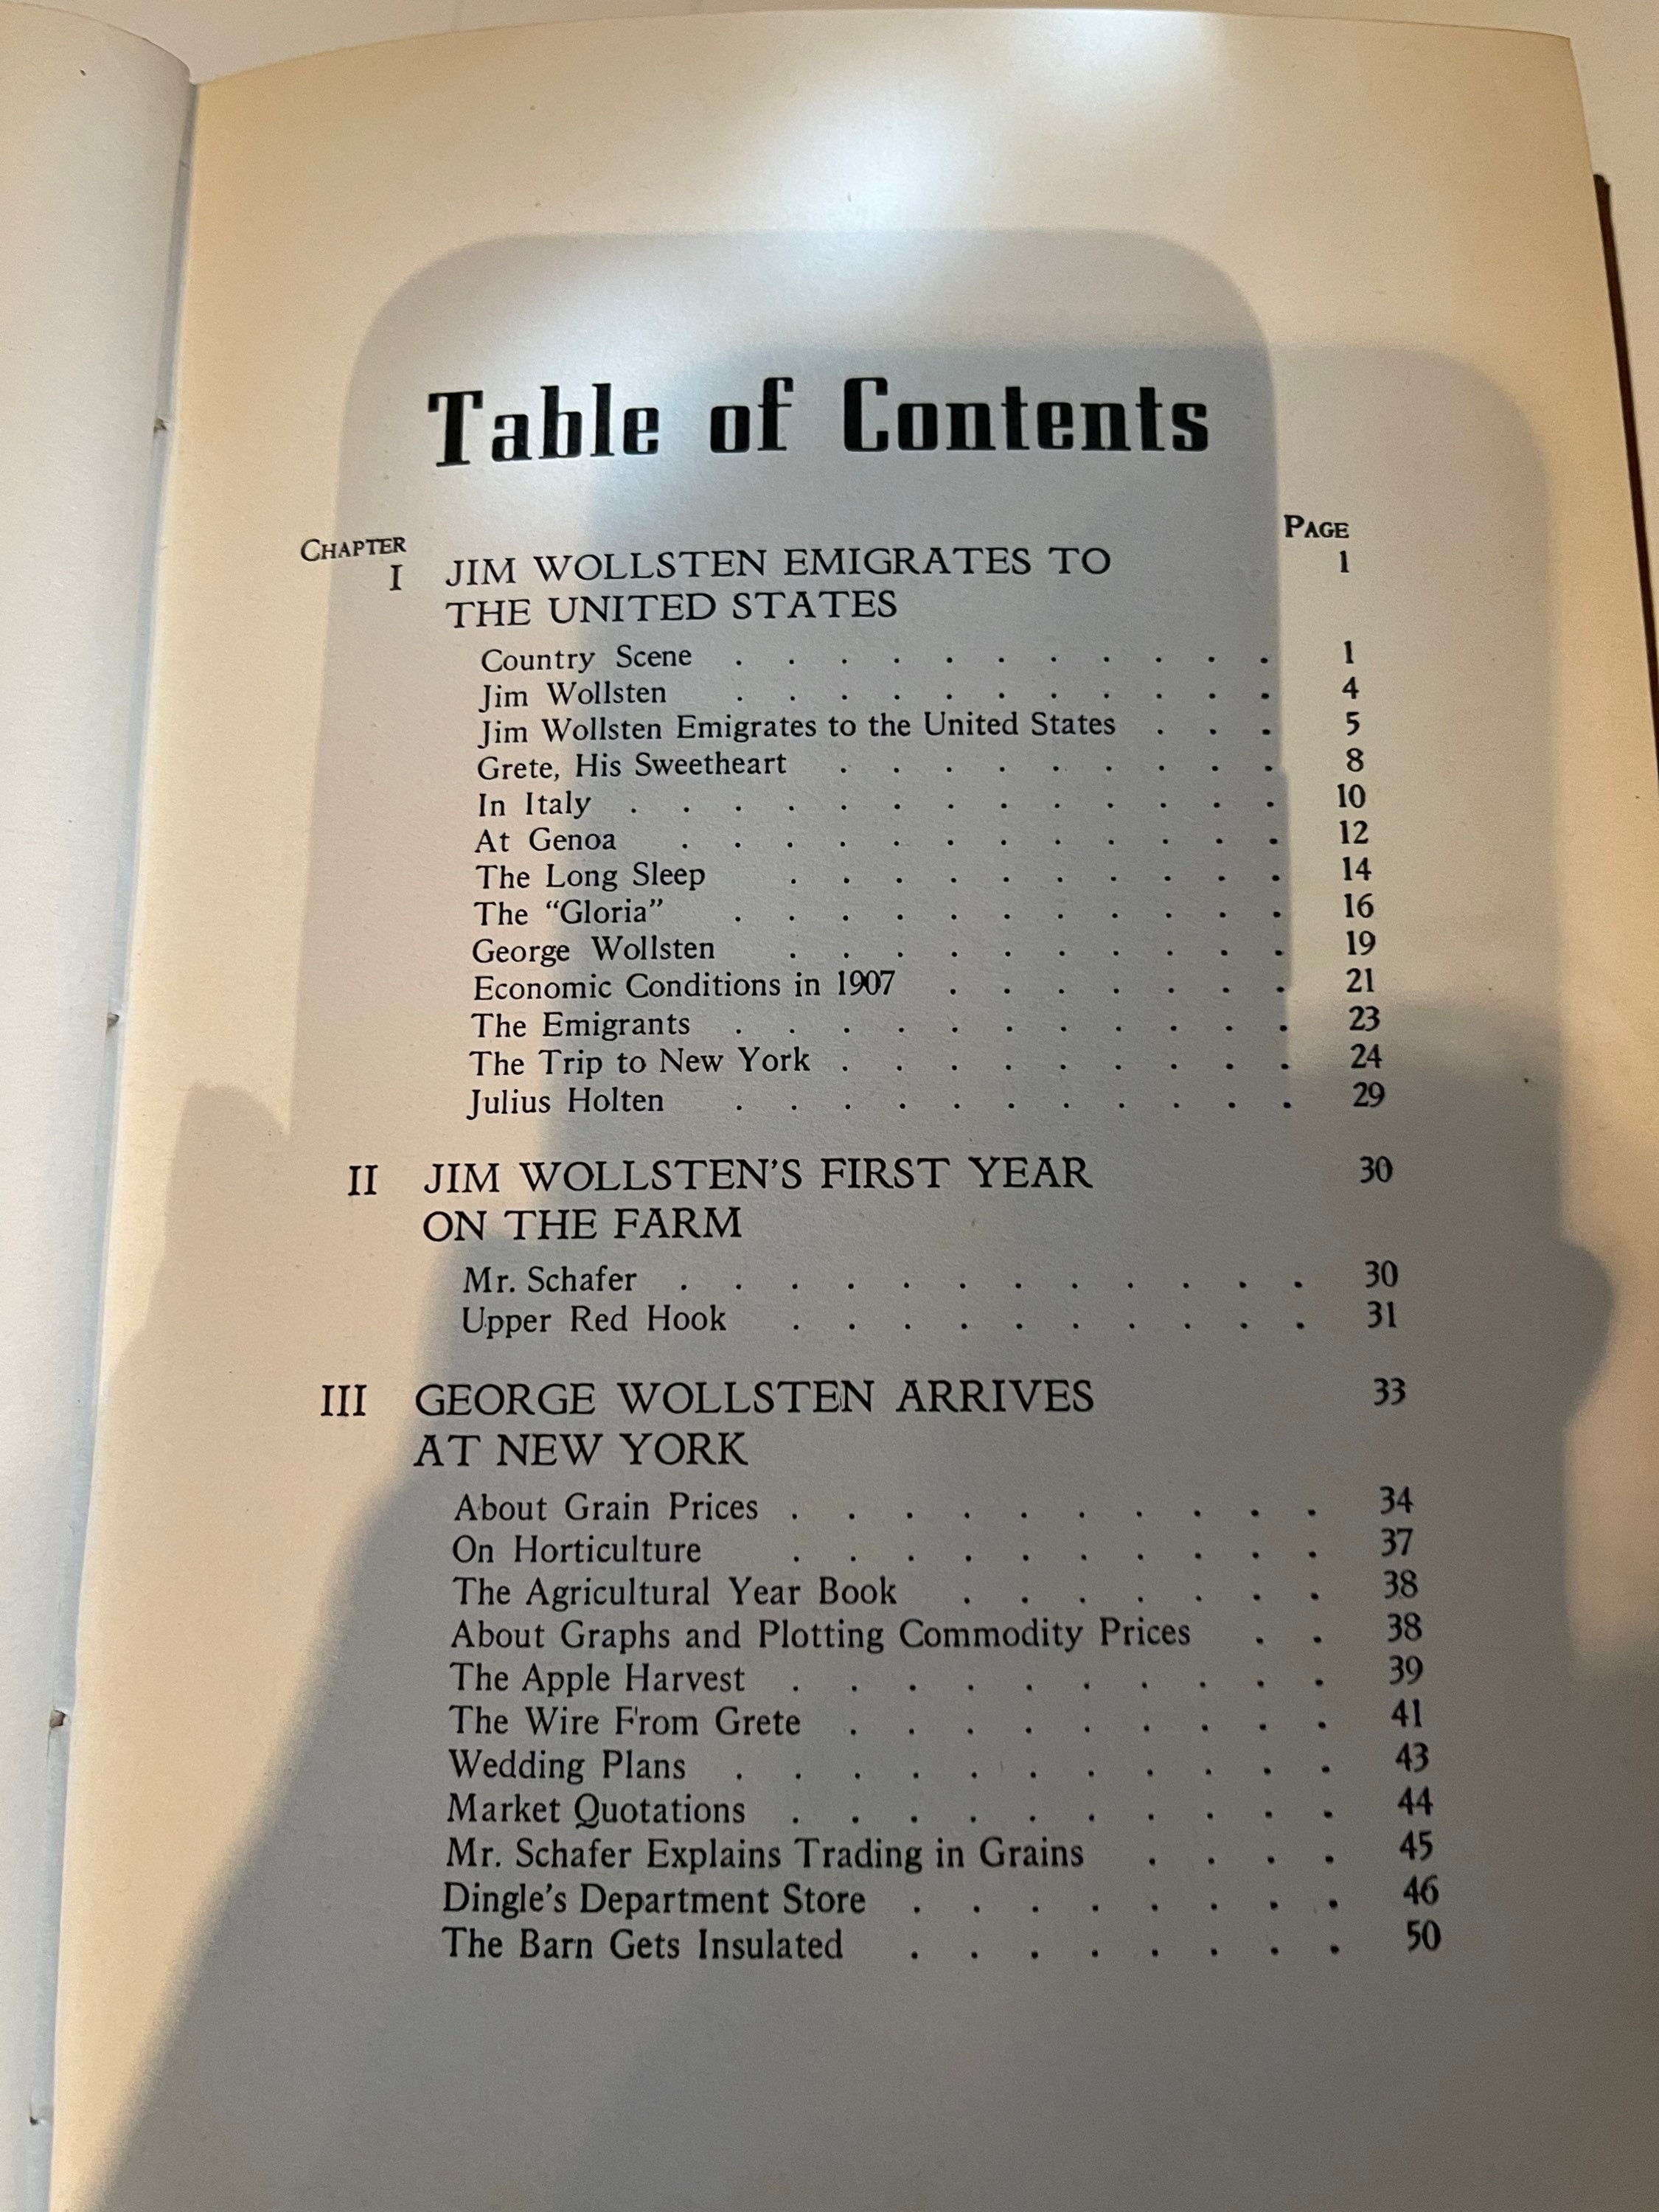 Table of Contents
CHAPTER PAGE
I JIM WOLLSTEN EMIGRATES TO 1
THE UNITED STATES
Country Scene . . . . . . . . . . . 1
Jim Wollsten . . . . . . . . . . . 4
Jim Wollsten Emigrates to the United States . . . 5
Grete, His Sweetheart . . . . . . . . . 8
In Italy . . . . . . . . . . . . . 10
At Genoa . . . . . . . . . . . . 12
The Long Sleep . . . . . . . . . . 14
The “Gloria” . . . . . . . . . . . 16
George Wollsten . . . . . . . . . . 19
Economic Conditions in 1907 . . . . . . . 21
The Emigrants . . . . . . . . . . . 23
The Trip to New York . . . . . . . . . 24
Julius Holten . . . . . . . . . . . 29
II JIM WOLLSTEN’S FIRST YEAR 30
ON THE FARM
Mr. Schafer . . . . . . . . . . . . 30
Upper Red Hook . . . . . . . . . . 31
III GEORGE WOLLSTEN ARRIVES 33
AT NEW YORK
About Grain Prices . . . . . . . . . . 34
On Horticulture . . . . . . . . . . 37
The Agricultural Year Book . . . . . . . 38
About Graphs and Plotting Commodity Prices . . 38
The Apple Harvest . . . . . . . . . . 39
The Wire From Grete . . . . . . . . . 41
Wedding Plans . . . . . . . . . . . 43
Market Quotations . . . . . . . . . . 44
Mr. Schafer Explains Trading in Grains . . . . 45
Dingle’s Department Store . . . . . . . . 46
The Barn Gets Insulated . . . . . . . . 50